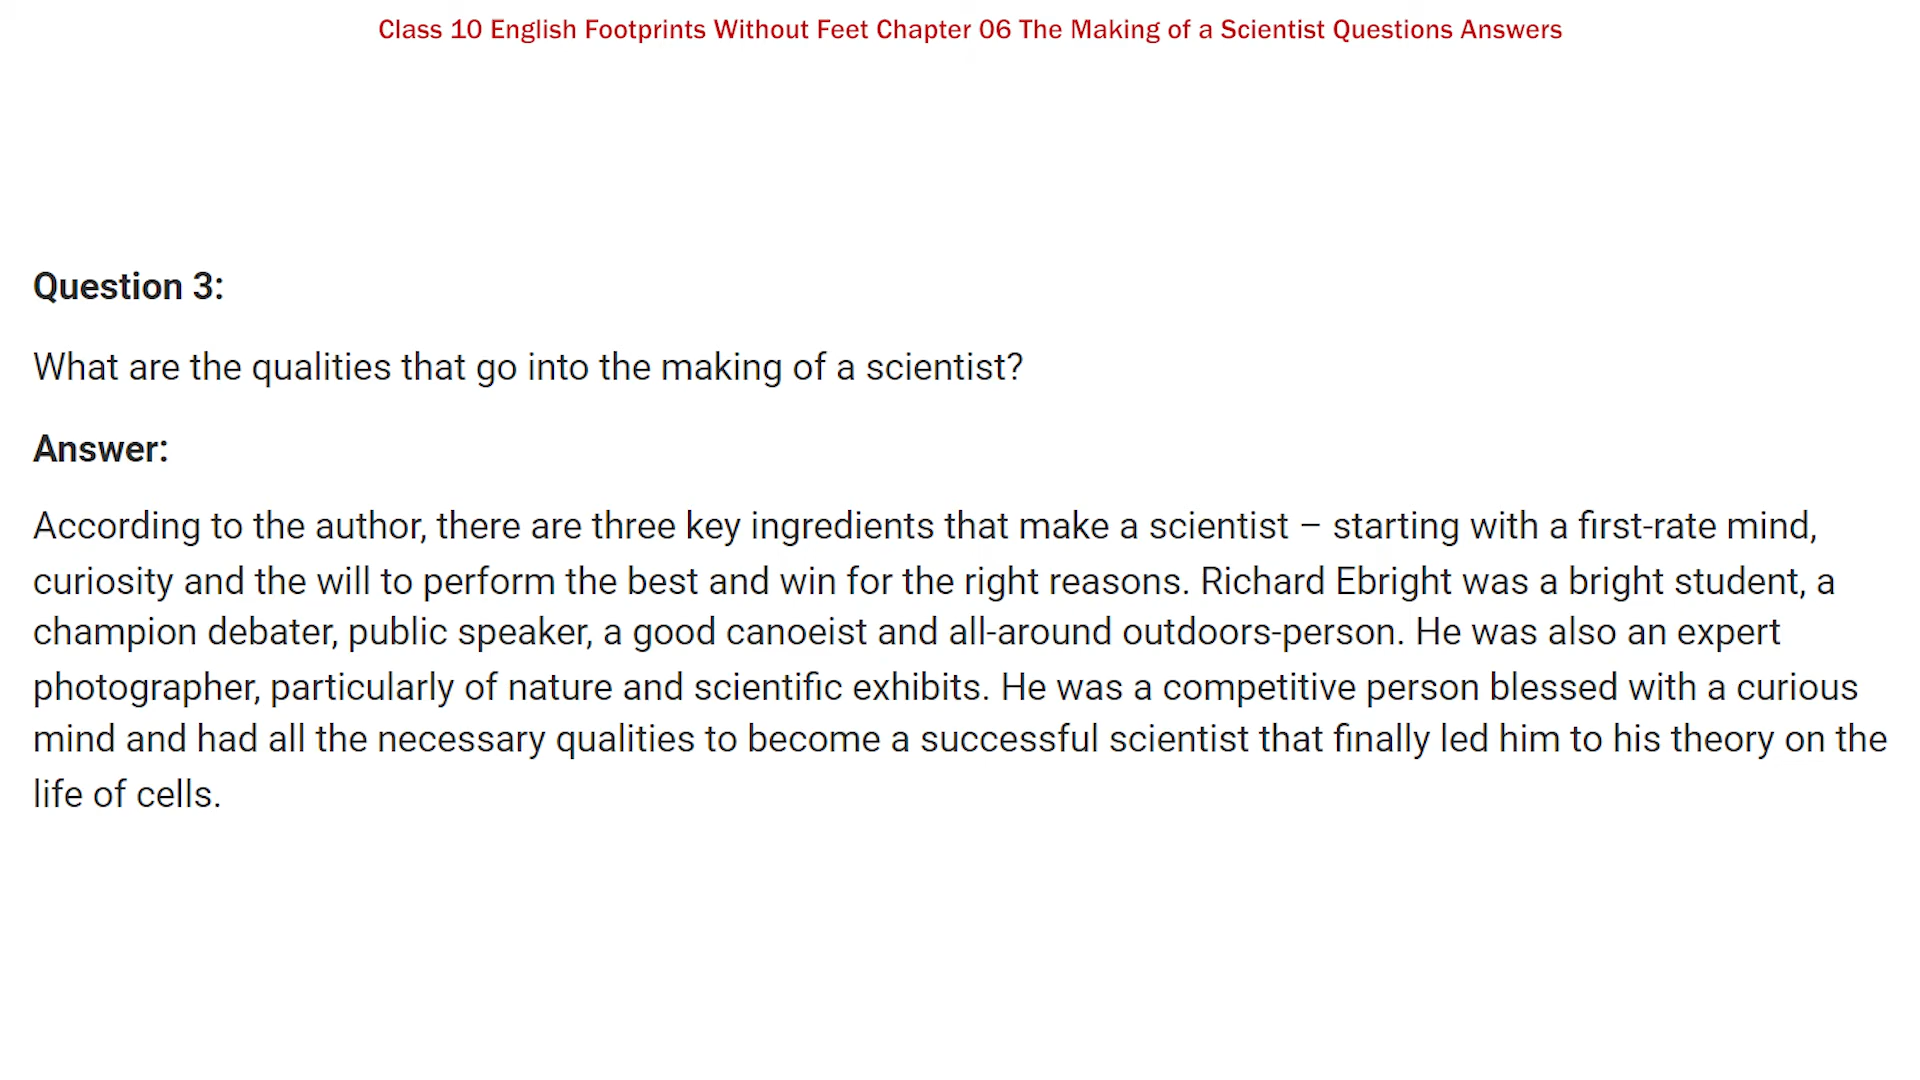 Class 10 English Footprints Without Feet Chapter 06 The Making of a Scientist Questions Answers
Question 3:
What are the qualities that go into the making of a scientist?
Answer:
According to the author, there are three key ingredients that make a scientist – starting with a first-rate mind,
curiosity and the will to perform the best and win for the right reasons. Richard Ebright was a bright student, a
champion debater, public speaker, a good canoeist and all-around outdoors-person. He was also an expert
photographer, particularly of nature and scientific exhibits. He was a competitive person blessed with a curious
mind and had all the necessary qualities to become a successful scientist that finally led him to his theory on the
life of cells.